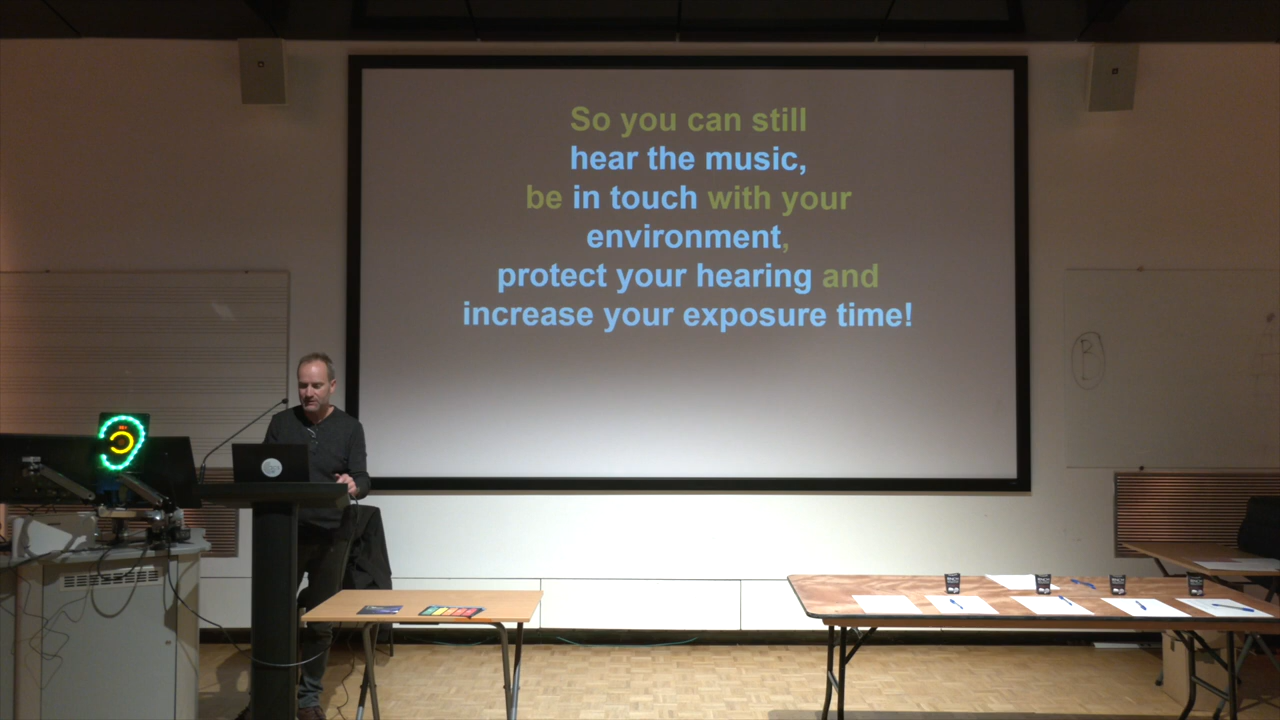 So you can still
hear the music,
be in touch with your
environment,
protect your hearing and
increase your exposure time!
B